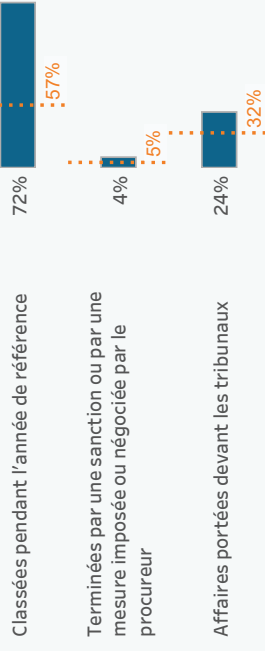 Classées pendant l'année de référence
72%
57%
Terminées par une sanction ou par une
mesure imposée ou négociée par le
procureur
4%
5%
Affaires portées devant les tribunaux
24%
32%